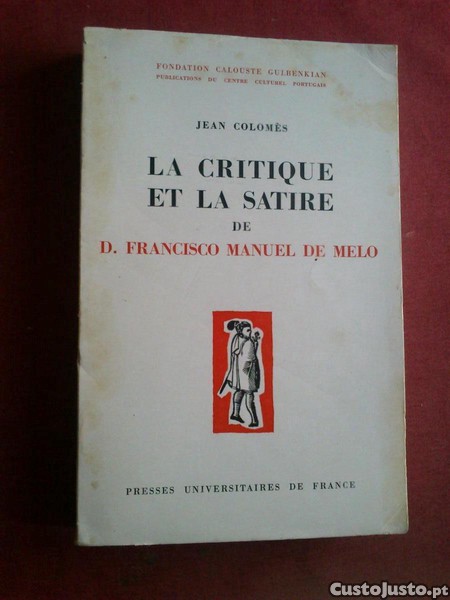 FONDATION CALOUSTE GULBENKIAN
PUBLICATIONS DU CENTRE CULTUREL PORTUGAIS
JEAN COLOMÈS
LA CRITIQUE
ET LA SATIRE
DE
D. FRANCISCO MANUEL DE MELO
PRESSES UNIVERSITAIRES DE FRANCE
CustoJusto.pt